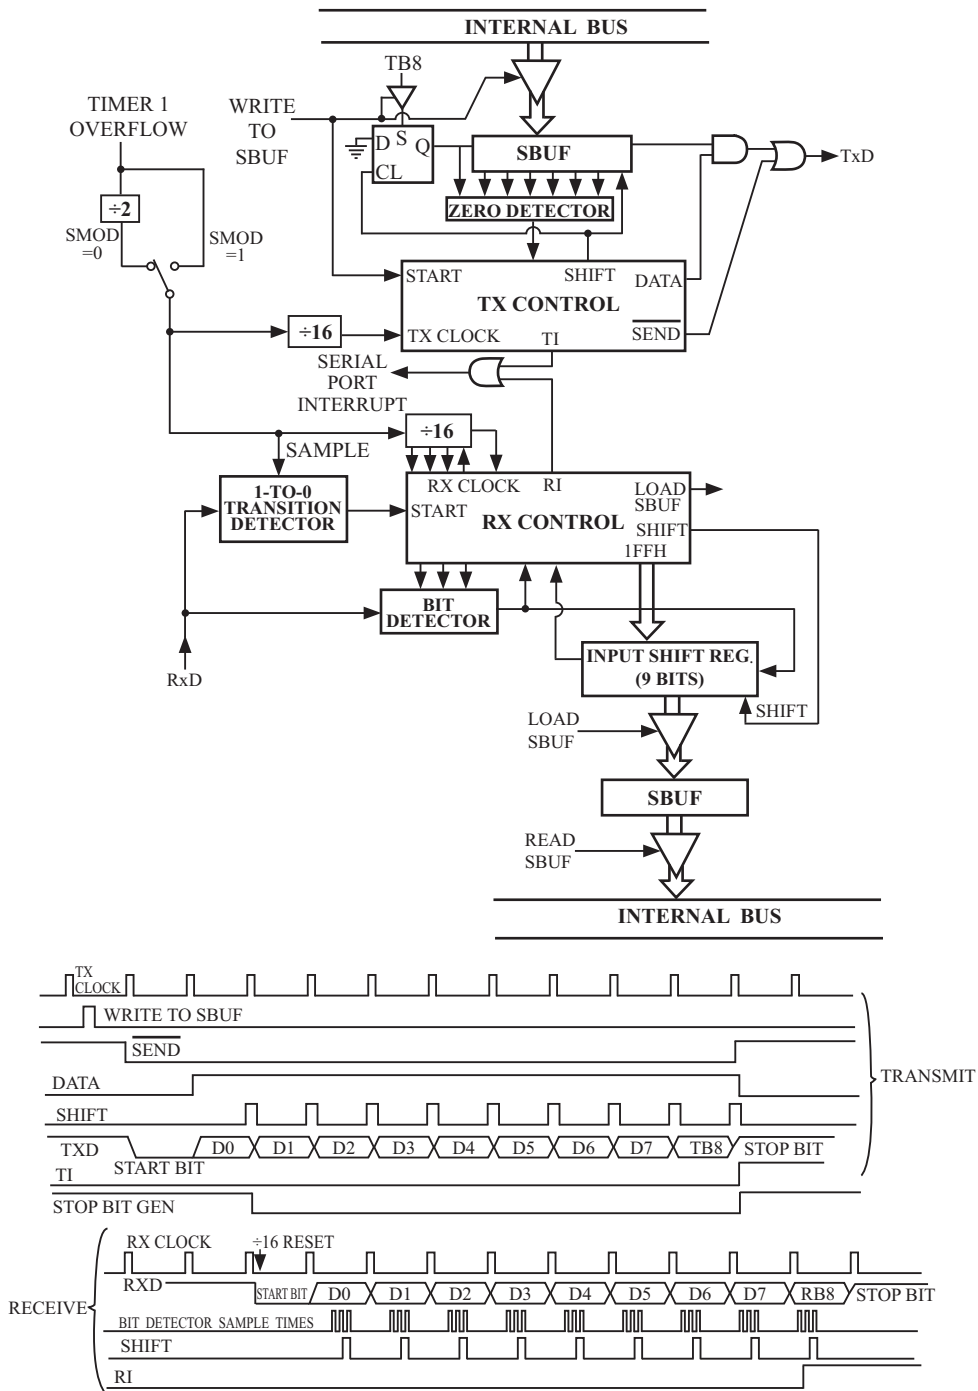 INTERNAL BUS
TB8
TIMER 1
OVERFLOW
WRITE
TO
SBUF
D S Q
CL
SBUF
TxD
÷2
ZERO DETECTOR
SMOD
=0
SMOD
=1
START
SHIFT
DATA
TX CONTROL
÷16
TX CLOCK
TI
SEND
SERIAL
PORT
INTERRUPT
÷16
SAMPLE
1-TO-0
TRANSITION
DETECTOR
RX CLOCK
RI
LOAD
SBUF
START
RX CONTROL
SHIFT
1FFH
BIT
DETECTOR
RxD
INPUT SHIFT REG.
(9 BITS)
SHIFT
LOAD
SBUF
SBUF
READ
SBUF
INTERNAL BUS
TX
CLOCK
WRITE TO SBUF
SEND
DATA
TRANSMIT
SHIFT
TXD
START BIT
D0 D1 D2 D3 D4 D5 D6 D7 TB8 STOP BIT
TI
STOP BIT GEN
RX CLOCK
÷16 RESET
RXD
START BIT D0 D1 D2 D3 D4 D5 D6 D7 RB8 STOP BIT
RECEIVE
BIT DETECTOR SAMPLE TIMES
SHIFT
RI